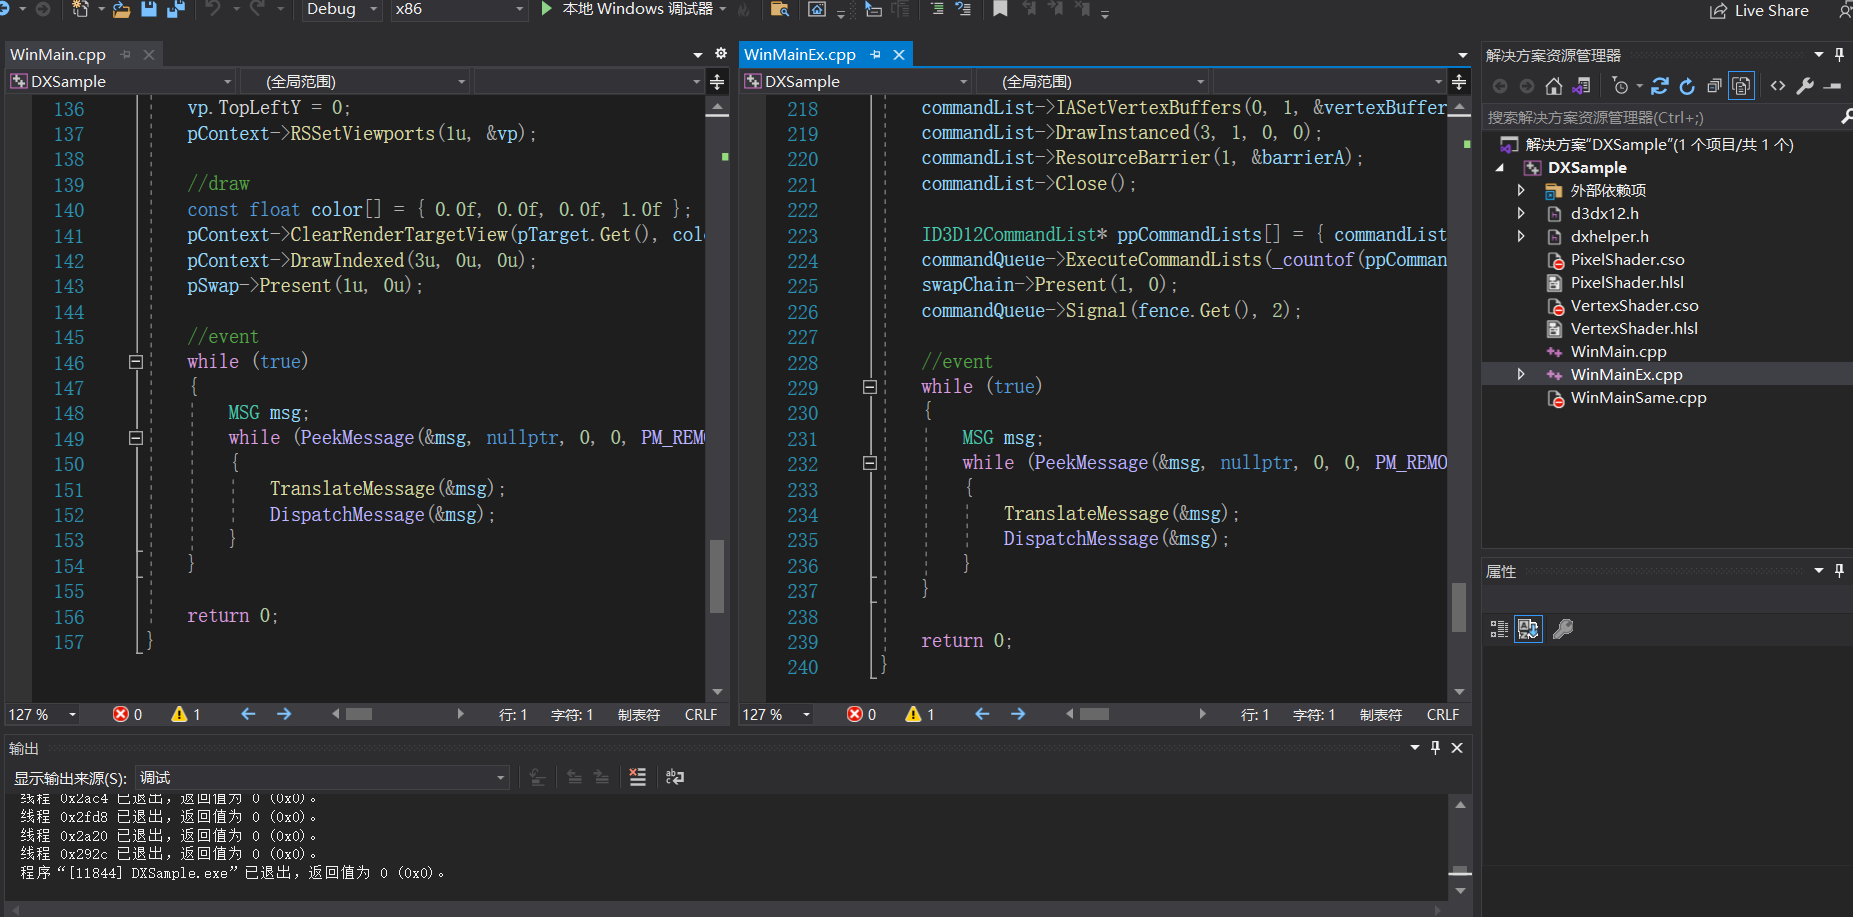 Debug
x86
本地 Windows 调试器
Live Share
WinMain.cpp
DXSample
(全局范围)
136 vp.TopLeftY = 0;
137 pContext->RSSetViewports(1u, &vp);
138
139 //draw
140 const float color[] = { 0.0f, 0.0f, 0.0f, 1.0f };
141 pContext->ClearRenderTargetView(pTarget.Get(), col
142 pContext->DrawIndexed(3u, 0u, 0u);
143 pSwap->Present(1u, 0u);
144
145 //event
146 while (true)
147 {
148 MSG msg;
149 while (PeekMessage(&msg, nullptr, 0, 0, PM_REMO
150 {
151 TranslateMessage(&msg);
152 DispatchMessage(&msg);
153 }
154 }
155
156 return 0;
157 }
127 %
0
1
行: 1
字符: 1
制表符
CRLF
WinMainEx.cpp
DXSample
(全局范围)
218 commandList->IASetVertexBuffers(0, 1, &vertexBuffer
219 commandList->DrawInstanced(3, 1, 0, 0);
220 commandList->ResourceBarrier(1, &barrierA);
221 commandList->Close();
222
223 ID3D12CommandList* ppCommandLists[] = { commandList
224 commandQueue->ExecuteCommandLists(_countof(ppComman
225 swapChain->Present(1, 0);
226 commandQueue->Signal(fence.Get(), 2);
227
228 //event
229 while (true)
230 {
231 MSG msg;
232 while (PeekMessage(&msg, nullptr, 0, 0, PM_REMO
233 {
234 TranslateMessage(&msg);
235 DispatchMessage(&msg);
236 }
237 }
238
239 return 0;
240 }
127 %
0
1
行: 1
字符: 1
制表符
CRLF
解决方案资源管理器
搜索解决方案资源管理器(Ctrl+;)
解决方案"DXSample"(1 个项目/共 1 个)
DXSample
外部依赖项
d3dx12.h
dxhelper.h
PixelShader.cso
PixelShader.hlsl
VertexShader.cso
VertexShader.hlsl
WinMain.cpp
WinMainEx.cpp
WinMainSame.cpp
属性
输出
显示输出来源(S): 调试
线程 0x2ac4 已退出，返回值为 0 (0x0)。
线程 0x2fd8 已退出，返回值为 0 (0x0)。
线程 0x2a20 已退出，返回值为 0 (0x0)。
线程 0x292c 已退出，返回值为 0 (0x0)。
程序“[11844] DXSample.exe”已退出，返回值为 0 (0x0)。